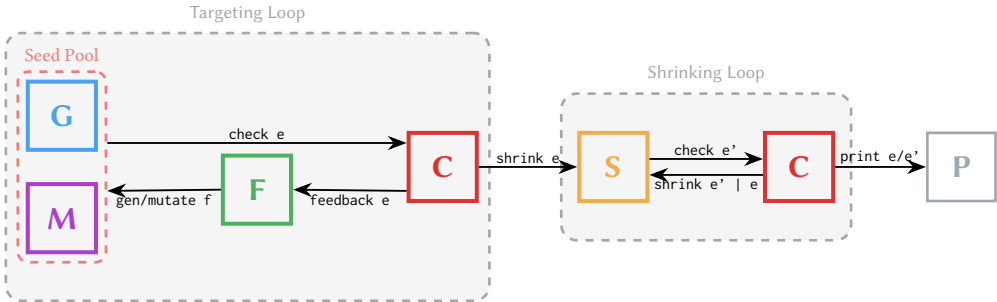 Targeting Loop
Seed Pool
G
M
check e
F
gen/mutate f
feedback e
C
shrink e
Shrinking Loop
S
check e'
shrink e' | e
C
print e/e'
P